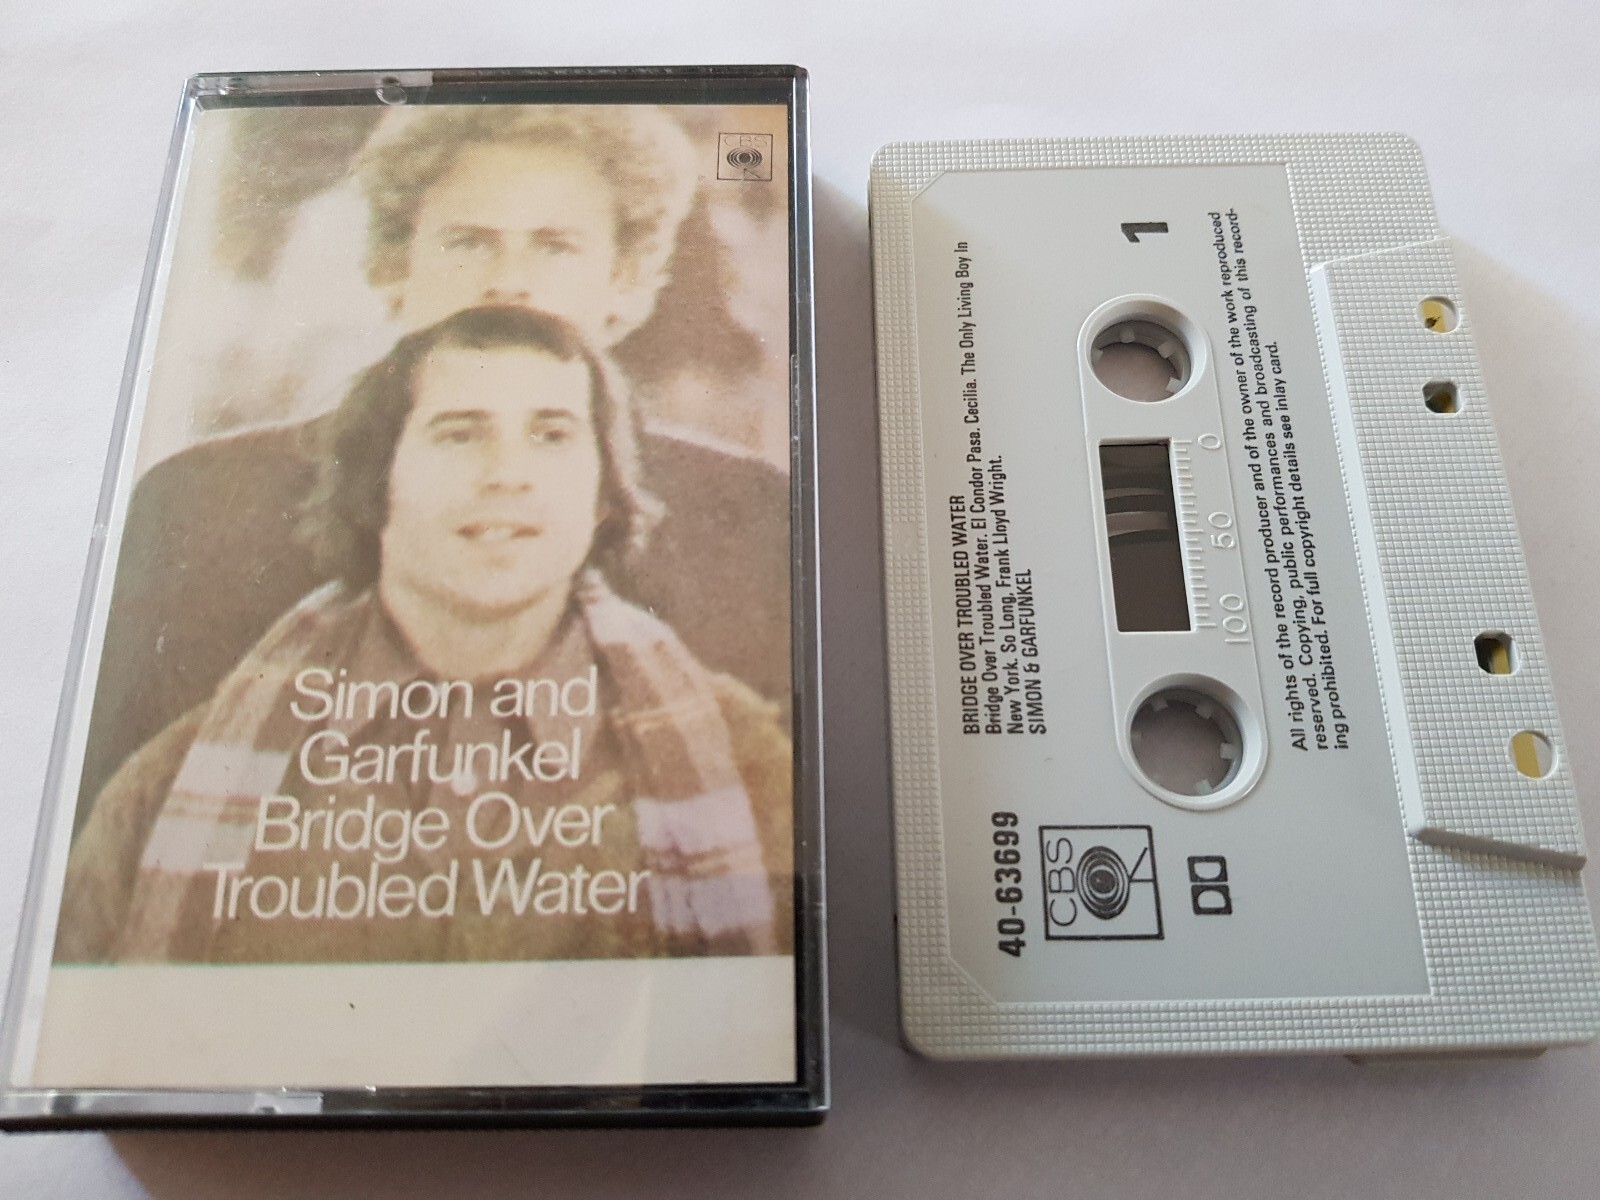 CBS
Simon and
Garfunkel
Bridge Over
Troubled Water
BRIDGE OVER TROUBLED WATER
Bridge Over Troubled Water. El Condor Pasa. Cecilia. The Only Living Boy In
New York. So Long, Frank Lloyd Wright.
SIMON & GARFUNKEL
1
40-63699
CBS
100 50 0
All rights of the record producer and of the owner of the work reproduced
reserved. Copying, public performances and broadcasting of this record-
ing prohibited. For full copyright details see inlay card.